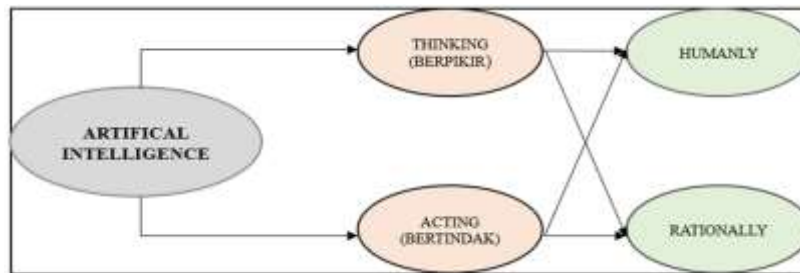 THINKING
(BERPIKIR)
HUMANLY
ARTIFICAL
INTELLIGENCE
ACTING
(BERTINDAK)
RATIONALLY